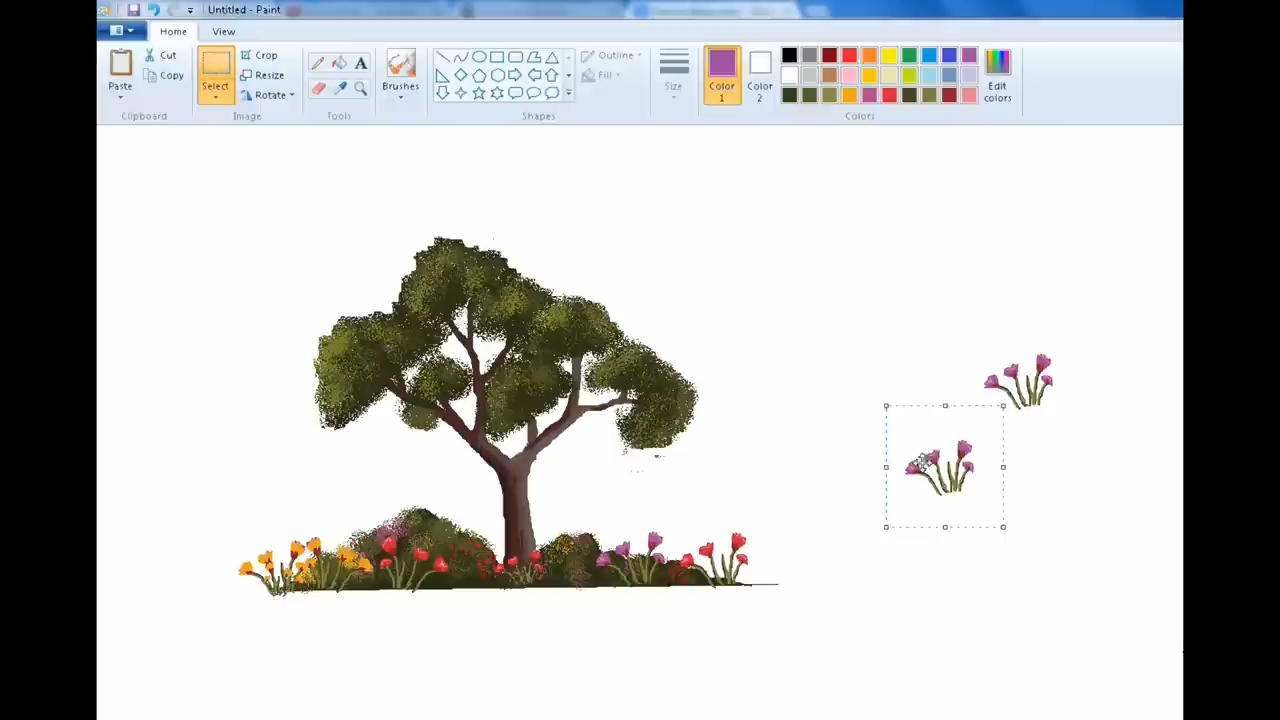 Untitled - Paint
Home View
Paste
Cut
Copy
Clipboard
Select
Crop
Resize
Rotate
Image
A
Tools
Brushes
Outline
Fill
Shapes
Size
Color 1
Color 2
Edit colors
Colors